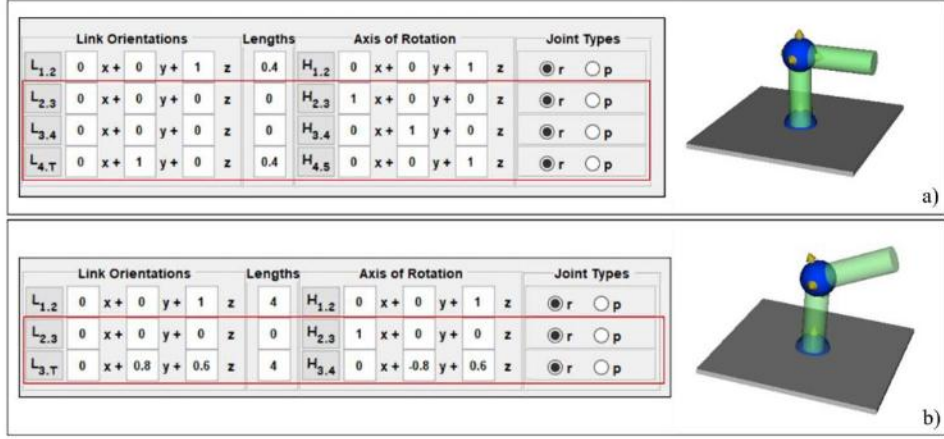 Link Orientations Lengths Axis of Rotation Joint Types
L1.2 0 x+ 0 y+ 1 z 0.4 H1.2 0 x+ 0 y+ 1 z r p
L2.3 0 x+ 0 y+ 0 z 0 H2.3 1 x+ 0 y+ 0 z r p
L3.4 0 x+ 0 y+ 0 z 0 H3.4 0 x+ 1 y+ 0 z r p
L4.T 0 x+ 1 y+ 0 z 0.4 H4.5 0 x+ 0 y+ 1 z r p
a)
Link Orientations Lengths Axis of Rotation Joint Types
L1.2 0 x+ 0 y+ 1 z 4 H1.2 0 x+ 0 y+ 1 z r p
L2.3 0 x+ 0 y+ 0 z 0 H2.3 1 x+ 0 y+ 0 z r p
L3.T 0 x+ 0.8 y+ 0.6 z 4 H3.4 0 x+ -0.8 y+ 0.6 z r p
b)